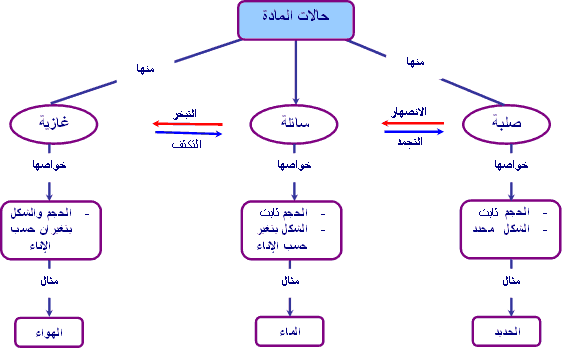 حالات المادة
منها
منها
صلبة
الانصهار
التجمد
سائلة
التبخر
التكثف
غازية
خواصها
خواصها
خواصها
- الحجم ثابت
- الشكل محدد
- الحجم ثابت
- الشكل يتغير
حسب الإناء
- الحجم والشكل
يتغيران حسب
الإناء
مثال
مثال
مثال
الحديد
الماء
الهواء